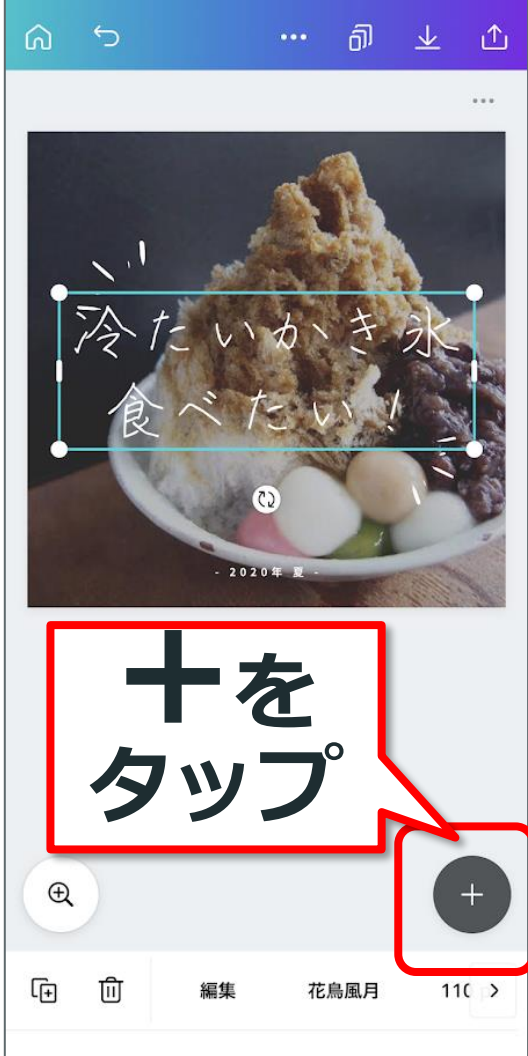 冷たいかき氷
食べたい！
- 2020年 夏 -
＋を
タップ
編集
花鳥風月
110